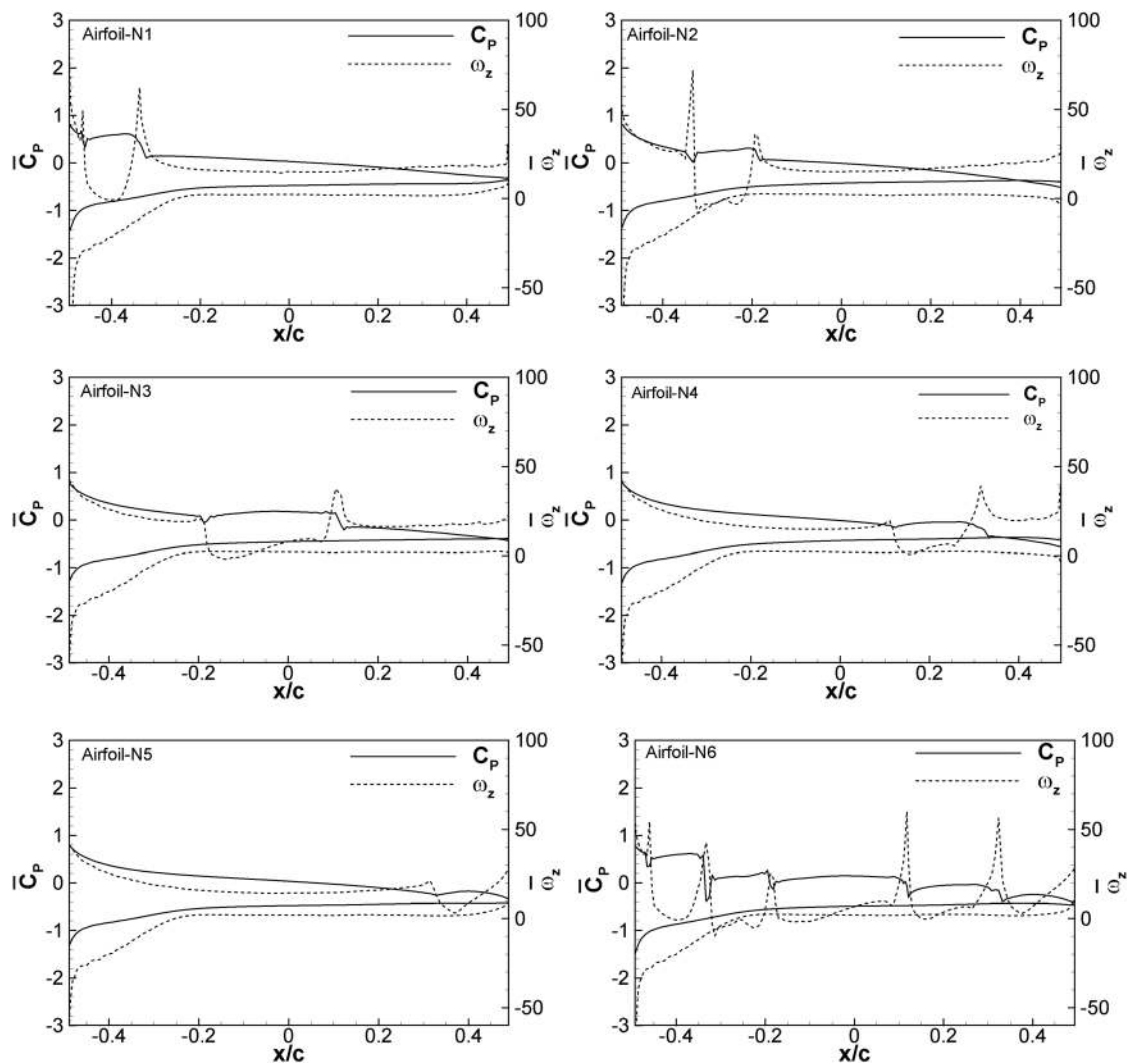 Airfoil-N1
C_P
ω_z
3
2
1
0
-1
-2
-3
100
50
0
-50
C̅_P
ω̅_z
-0.4 -0.2 0 0.2 0.4
x/c
Airfoil-N2
C_P
ω_z
3
2
1
0
-1
-2
-3
100
50
0
-50
C̅_P
ω̅_z
-0.4 -0.2 0 0.2 0.4
x/c
Airfoil-N3
C_P
ω_z
3
2
1
0
-1
-2
-3
100
50
0
-50
C̅_P
ω̅_z
-0.4 -0.2 0 0.2 0.4
x/c
Airfoil-N4
C_P
ω_z
3
2
1
0
-1
-2
-3
100
50
0
-50
C̅_P
ω̅_z
-0.4 -0.2 0 0.2 0.4
x/c
Airfoil-N5
C_P
ω_z
3
2
1
0
-1
-2
-3
100
50
0
-50
C̅_P
ω̅_z
-0.4 -0.2 0 0.2 0.4
x/c
Airfoil-N6
C_P
ω_z
3
2
1
0
-1
-2
-3
100
50
0
-50
C̅_P
ω̅_z
-0.4 -0.2 0 0.2 0.4
x/c